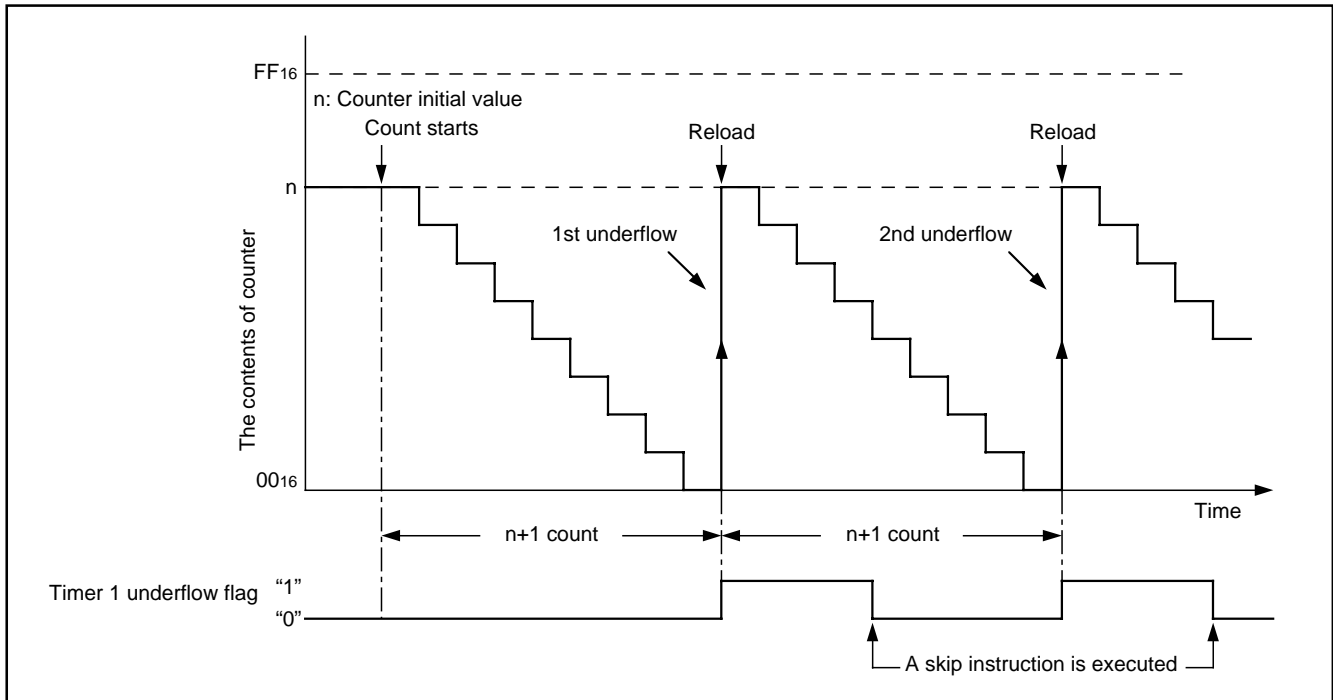 FF16
n: Counter initial value
Count starts
Reload
Reload
n
1st underflow
2nd underflow
The contents of counter
0016
Time
n+1 count
n+1 count
Timer 1 underflow flag
“1”
“0”
A skip instruction is executed